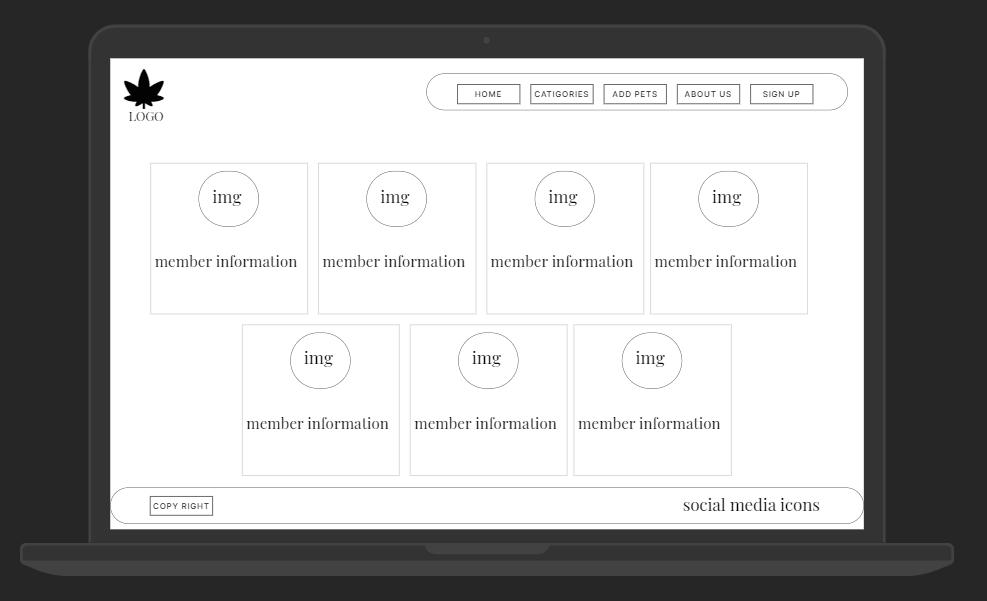 LOGO
HOME CATIGORES ADD PETS ABOUT US SIGN UP
img img img img
member information member information member information member information
img img img
member information member information member information
COPY RIGHT social media icons